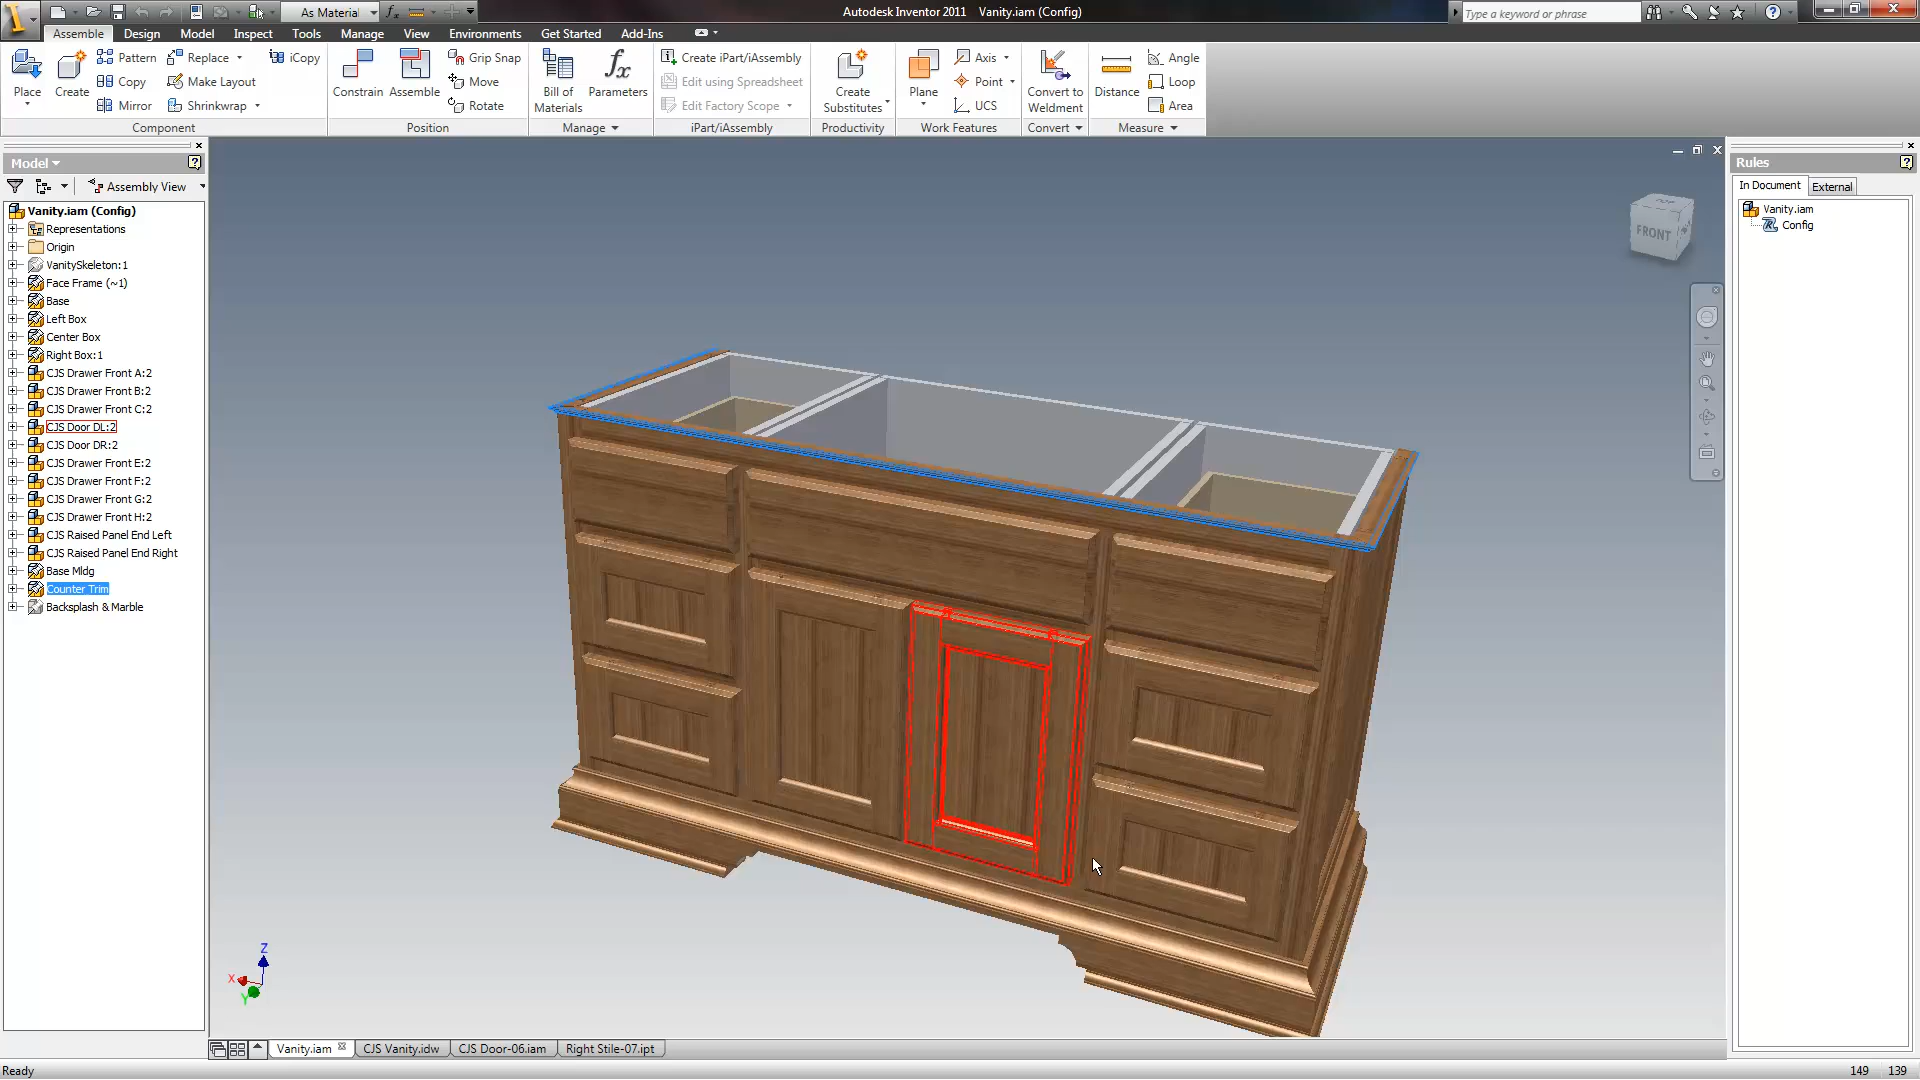 As Material
Autodesk Inventor 2011 Vanity.iam (Config)
Type a keyword or phrase
Assemble Design Model Inspect Tools Manage View Environments Get Started Add-Ins
Place
Create
Pattern
Copy
Mirror
Replace
Make Layout
Shrinkwrap
iCopy
Component
Constrain
Assemble
Grip Snap
Move
Rotate
Position
Bill of
Materials
fx
Parameters
Manage
Create iPart/iAssembly
Edit using Spreadsheet
Edit Factory Scope
iPart/iAssembly
Create
Substitutes
Productivity
Plane
Axis
Point
UCS
Work Features
Convert to
Weldment
Convert
Distance
Angle
Loop
Area
Measure
Model
Assembly View
Vanity.iam (Config)
Representations
Origin
VanitySkeleton:1
Face Frame (~1)
Base
Left Box
Center Box
Right Box:1
CJS Drawer Front A:2
CJS Drawer Front B:2
CJS Drawer Front C:2
CJS Door DL:2
CJS Door DR:2
CJS Drawer Front E:2
CJS Drawer Front F:2
CJS Drawer Front G:2
CJS Drawer Front H:2
CJS Raised Panel End Left
CJS Raised Panel End Right
Base Mldg
Counter Trim
Backsplash & Marble
TOP
FRONT
Z
X
Y
Rules
In Document External
Vanity.iam
Config
Vanity.iam CJS Vanity.idw CJS Door-06.iam Right Stile-07.ipt
Ready
149 139